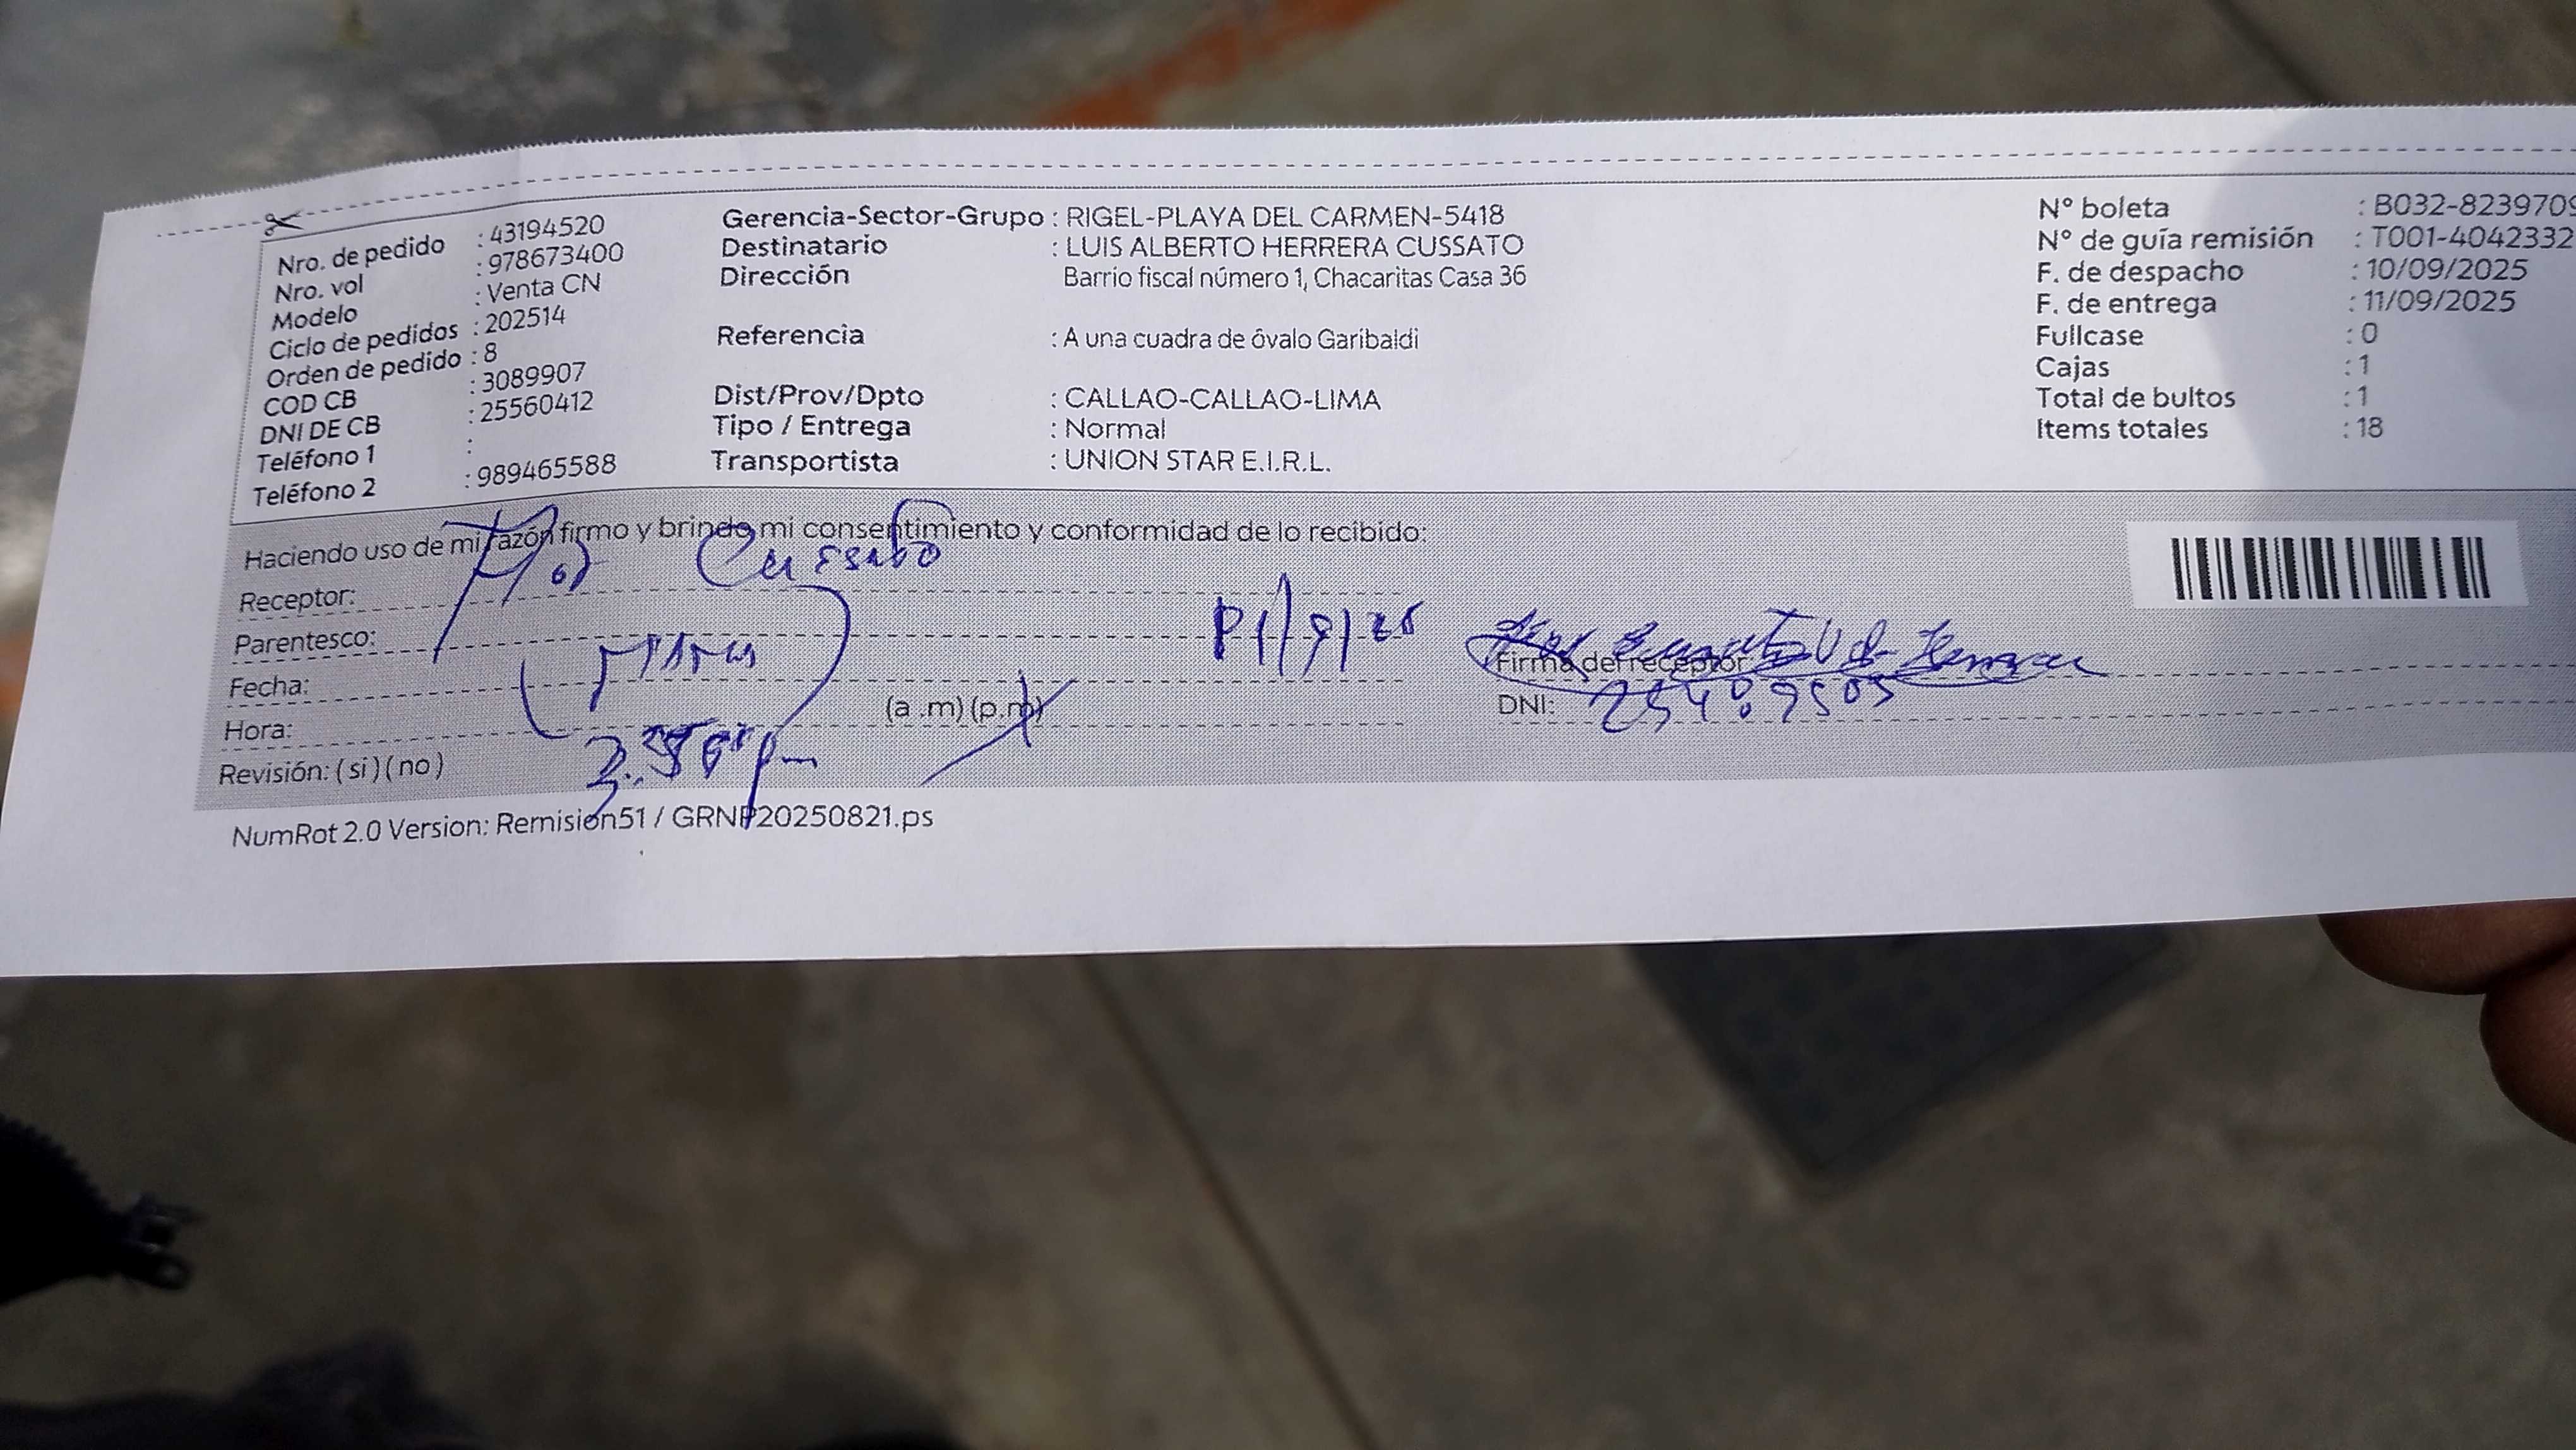 Nro. de pedido : 43194520
Nro. vol : 978673400
Modelo : Venta CN
Ciclo de pedidos : 202514
Orden de pedido : 8
COD CB : 3089907
DNI DE CB : 25560412
Teléfono 1 :
Teléfono 2 : 989465588
Gerencia-Sector-Grupo : RIGEL-PLAYA DEL CARMEN-5418
Destinatario : LUIS ALBERTO HERRERA CUSSATO
Dirección Barrio fiscal número 1, Chacaritas Casa 36
Referencia : A una cuadra de óvalo Garibaldi
Dist/Prov/Dpto : CALLAO-CALLAO-LIMA
Tipo / Entrega : Normal
Transportista : UNION STAR E.I.R.L.
N° boleta : B032-8239709
N° de guía remisión : T001-4042332
F. de despacho : 10/09/2025
F. de entrega : 11/09/2025
Fullcase : 0
Cajas : 1
Total de bultos : 1
Items totales : 18
Haciendo uso de mi razón firmo y brindo mi consentimiento y conformidad de lo recibido:
Receptor: Cussato
Parentesco:
Fecha:
Hora: (a .m) (p.m)
Revisión: ( si ) ( no )
Firma del receptor
DNI: 25489505
NumRot 2.0 Version: Remision51 / GRNP20250821.ps